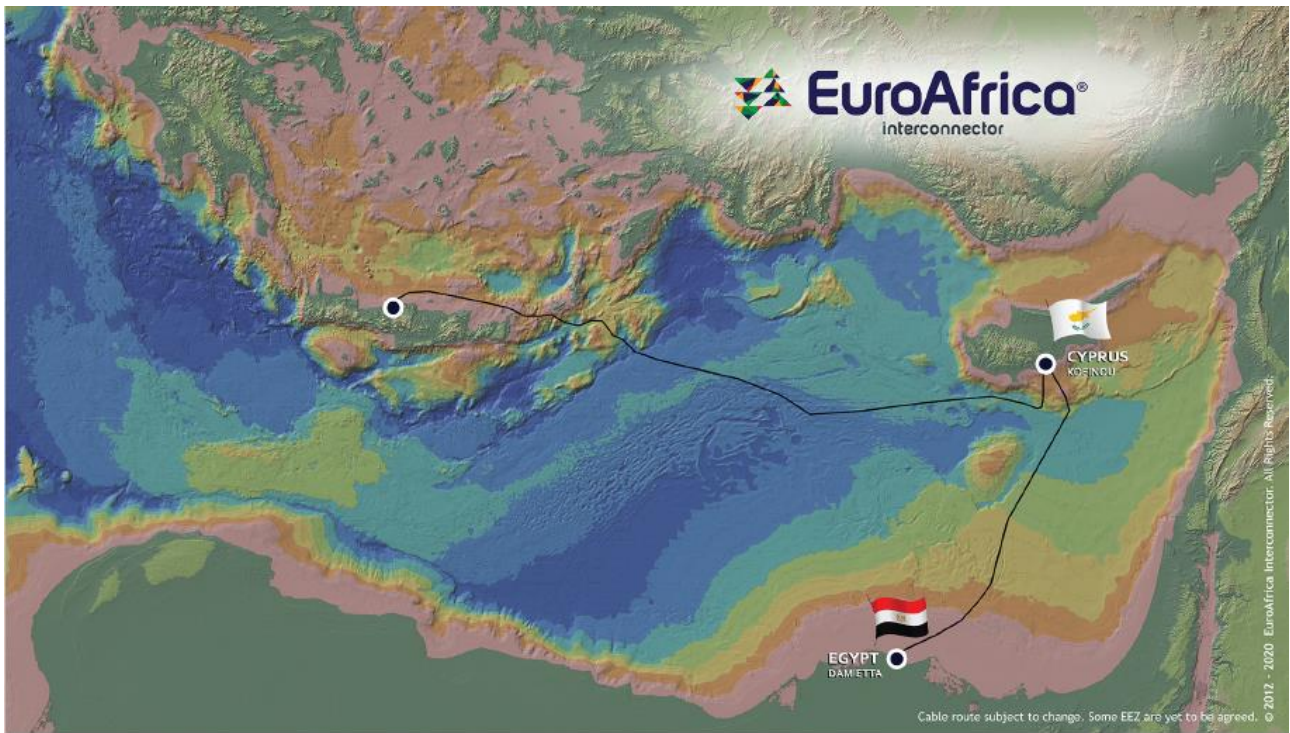 EuroAfrica®
interconnector
CYPRUS
KOFINOU
EGYPT
DAMIETTA
Cable route subject to change. Some EEZ are yet to be agreed.
© 2012 - 2020 EuroAfrica Interconnector. All Rights Reserved.